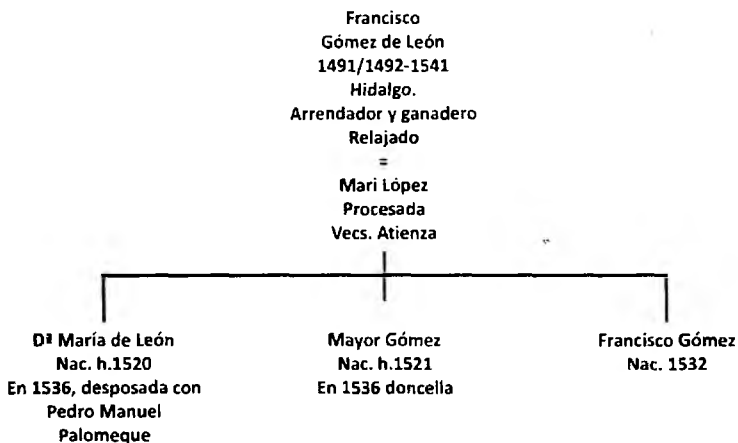 Francisco
Gómez de León
1491/1492-1541
Hidalgo.
Arrendador y ganadero
Relajado
=
Mari López
Procesada
Vecs. Atienza
Dª María de León
Nac. h.1520
En 1536, desposada con
Pedro Manuel
Palomeque
Mayor Gómez
Nac. h.1521
En 1536 doncella
Francisco Gómez
Nac. 1532